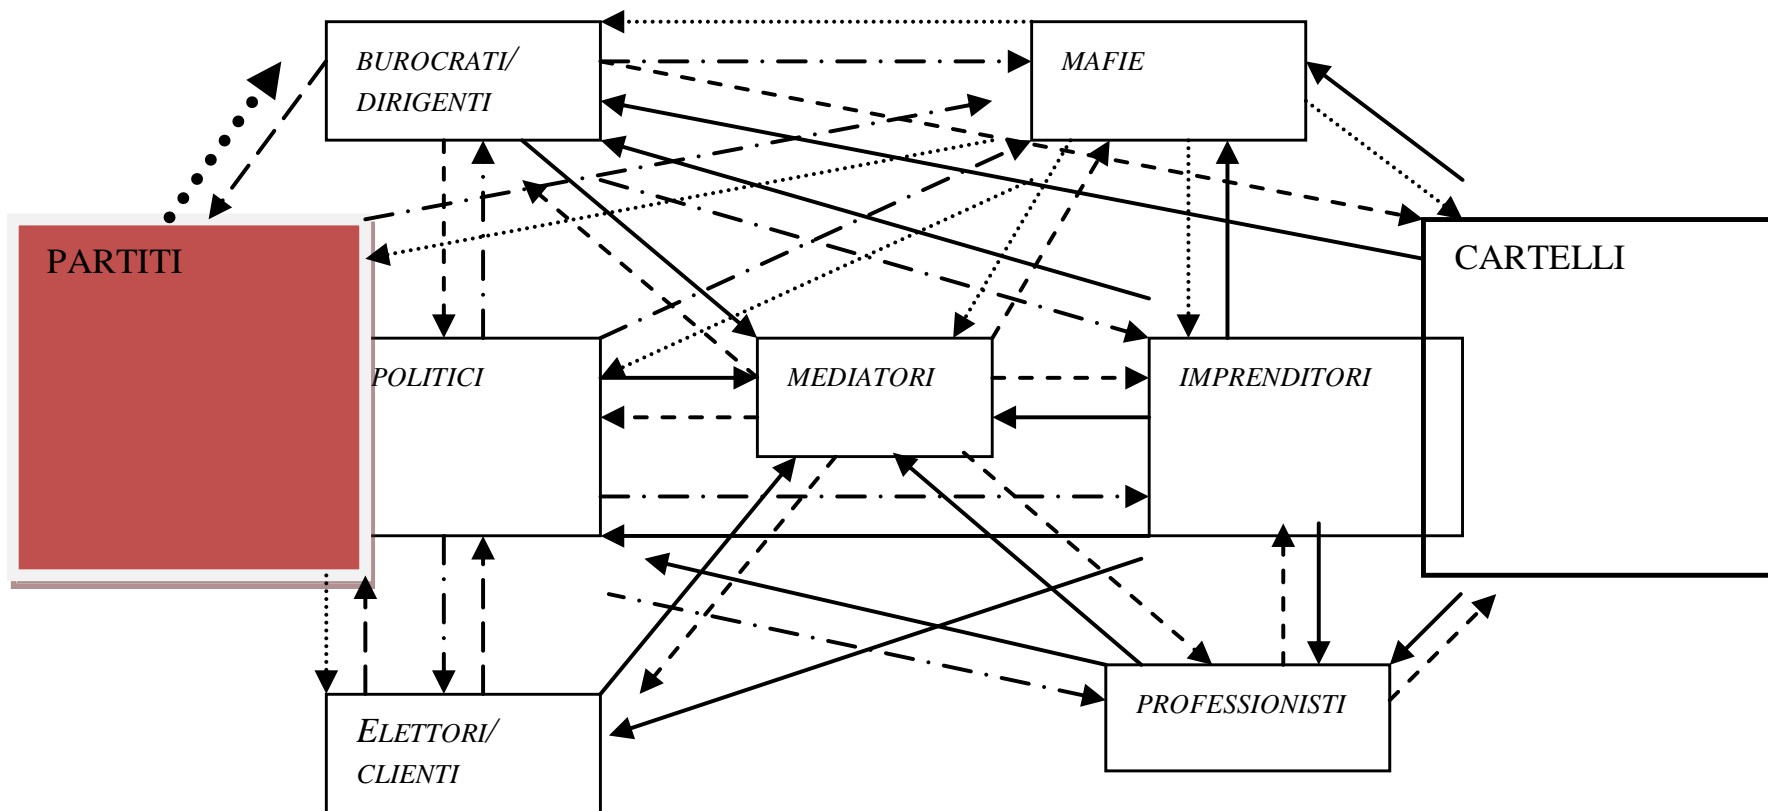 BUROCRATI/
DIRIGENTI
MAFIE
PARTITI
CARTELLI
POLITICI
MEDIATORI
IMPRENDITORI
PROFESSIONISTI
ELETTORI/
CLIENTI